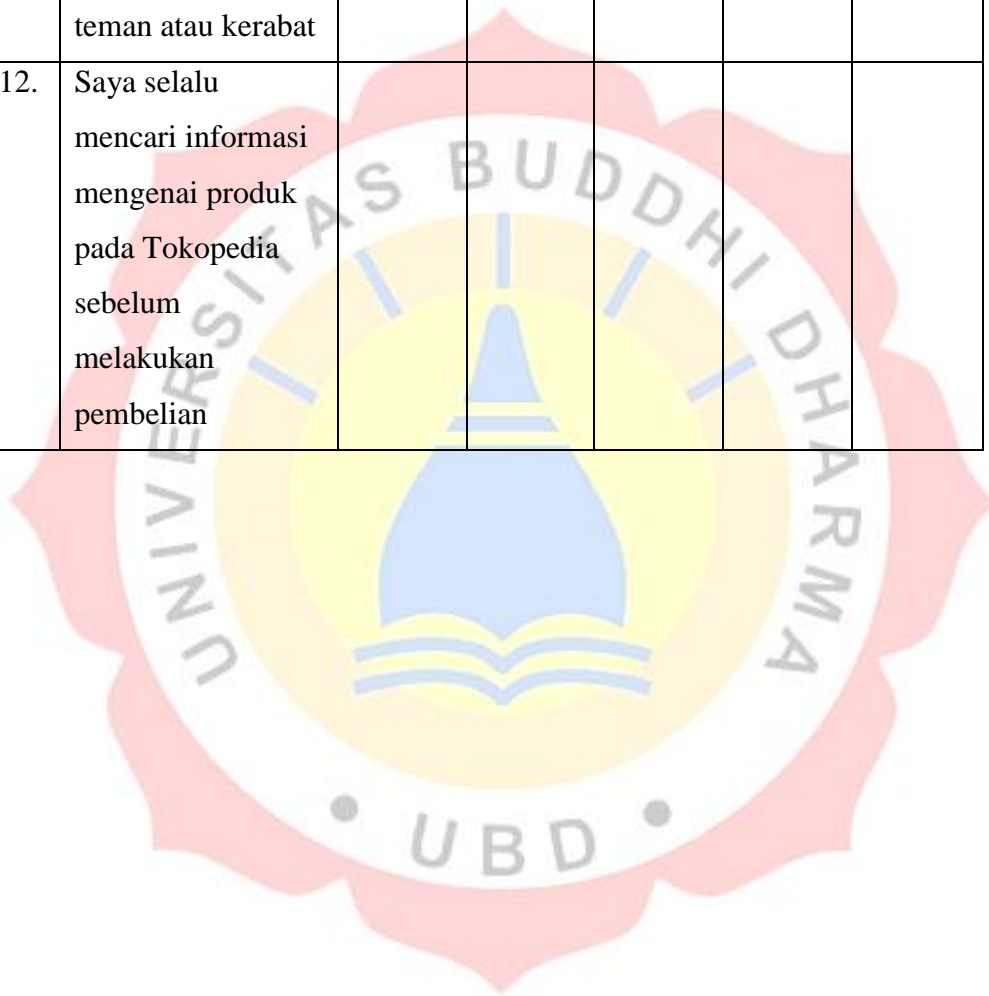 teman atau kerabat
12. Saya selalu
mencari informasi
mengenai produk
pada Tokopedia
sebelum
melakukan
pembelian
UNIVERSITAS BUDDHI DHARMA
• UBD •